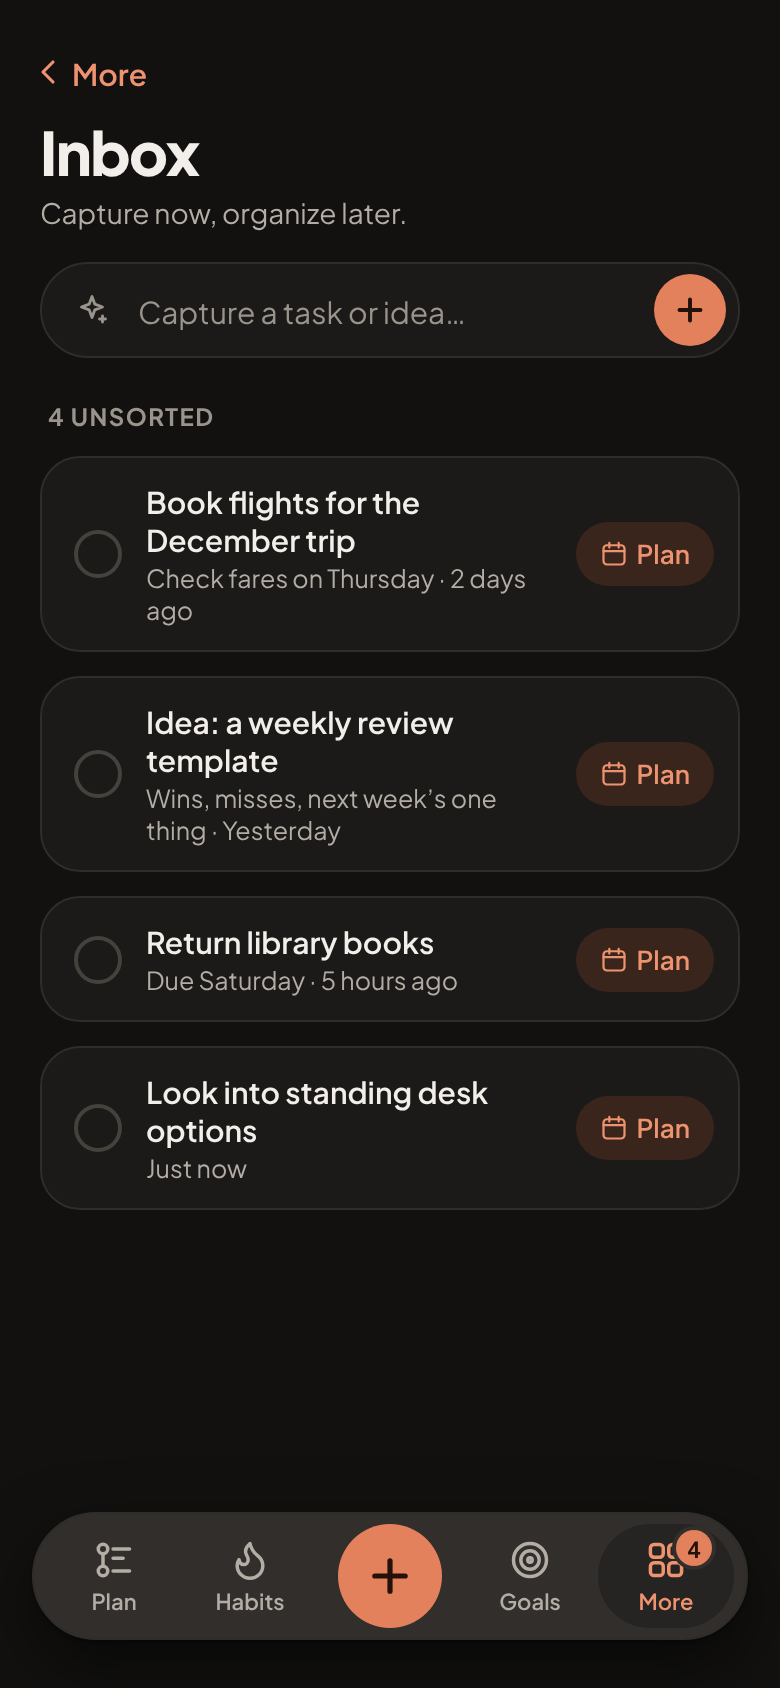 More
Inbox
Capture now, organize later.
Capture a task or idea…
4 UNSORTED
Book flights for the
December trip
Check fares on Thursday · 2 days
ago
Plan
Idea: a weekly review
template
Wins, misses, next week’s one
thing · Yesterday
Plan
Return library books
Due Saturday · 5 hours ago
Plan
Look into standing desk
options
Just now
Plan
Plan
Habits
Goals
4
More